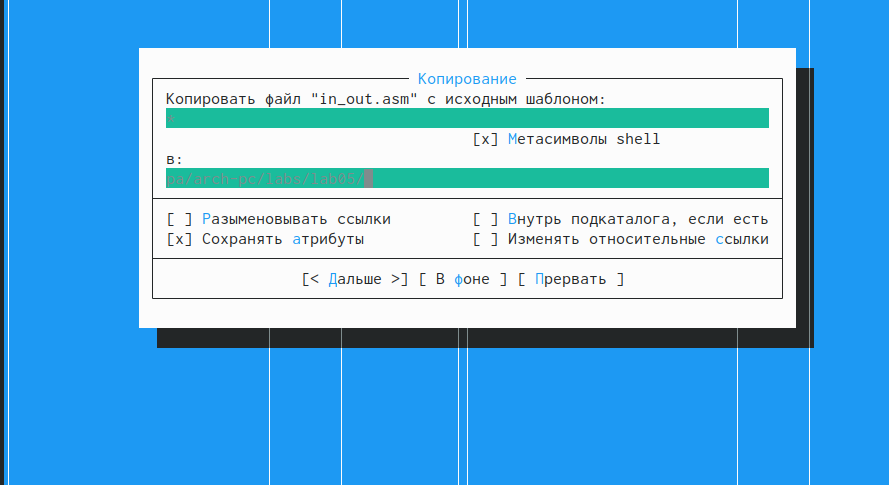 Копирование
Копировать файл "in_out.asm" с исходным шаблоном:
*
[x] Метасимволы shell
в:
pa/arch-pc/labs/lab05/
[ ] Разыменовывать ссылки [ ] Внутрь подкаталога, если есть
[x] Сохранять атрибуты [ ] Изменять относительные ссылки
[< Дальше >] [ В фоне ] [ Прервать ]